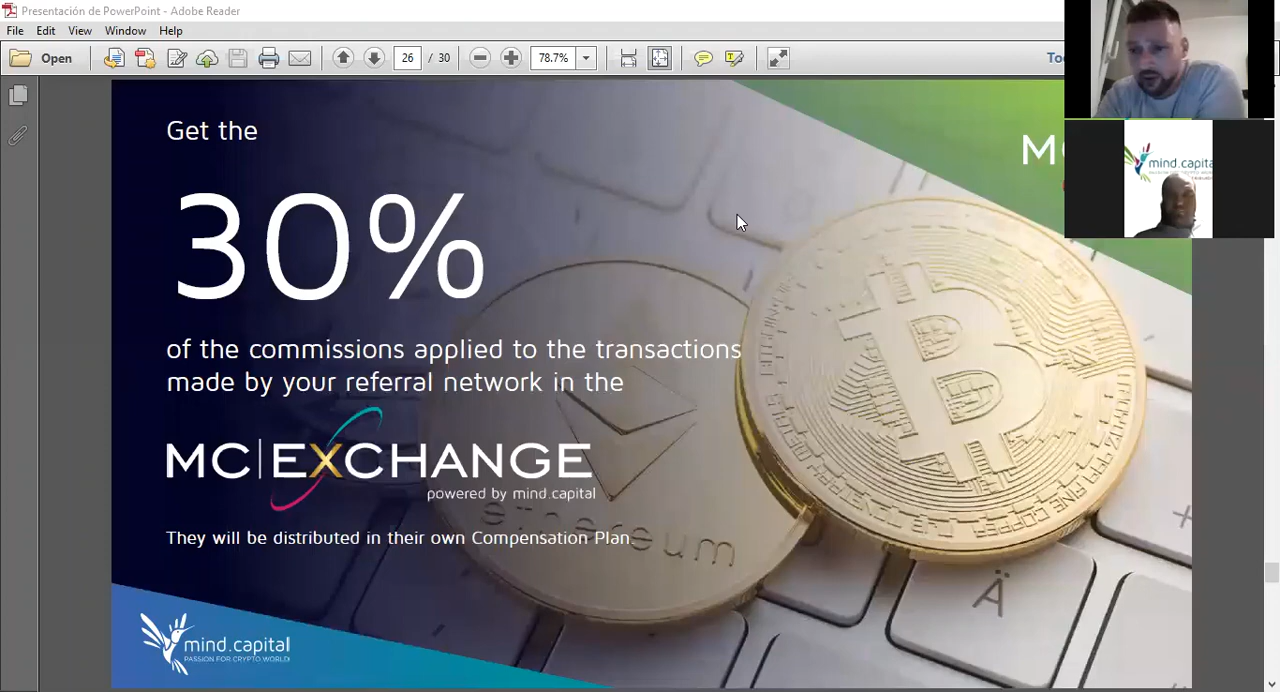 Presentación de PowerPoint - Adobe Reader
File Edit View Window Help
Open 26 / 30 78.7%
Get the
30%
of the commissions applied to the transactions
made by your referral network in the
MC|EXCHANGE
powered by mind.capital
They will be distributed in their own Compensation Plan.
mind.capital
PASSION FOR CRYPTO WORLD!
M
mind.capital
ethereum
Ä